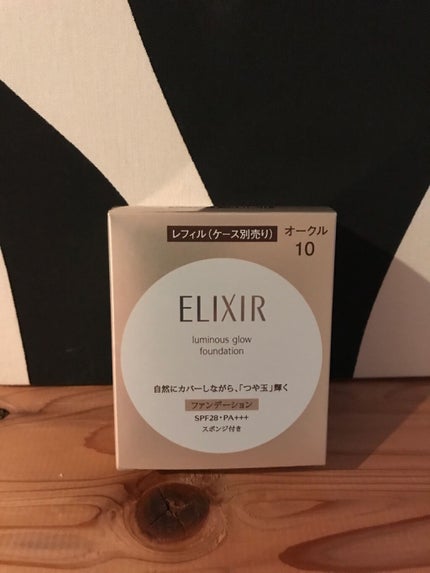 レフィル(ケース別売り) オークル
10
ELIXIR
luminous glow
foundation
自然にカバーしながら、「つや玉」輝く
ファンデーション
SPF28・PA+++
スポンジ付き